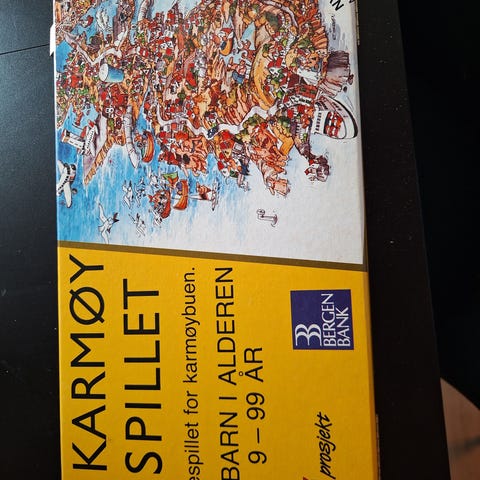 KARMØY
SPILLET
espillet for karmøybuen.
BARN I ALDEREN
9 – 99 ÅR
BERGEN
BANK
prosjekt